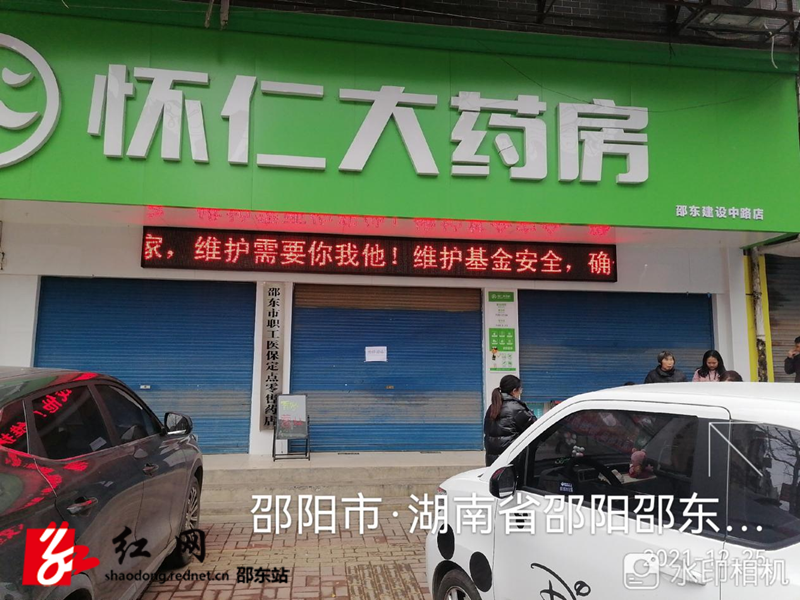 怀仁大药房
邵东建设中路店
家，维护需要你我他！维护基金安全，确
邵东市职工医保定点零售药店
邵阳市·湖南省邵阳邵东...
2021-12-25
水印相机
红网
shaodong.rednet.cn 邵东站